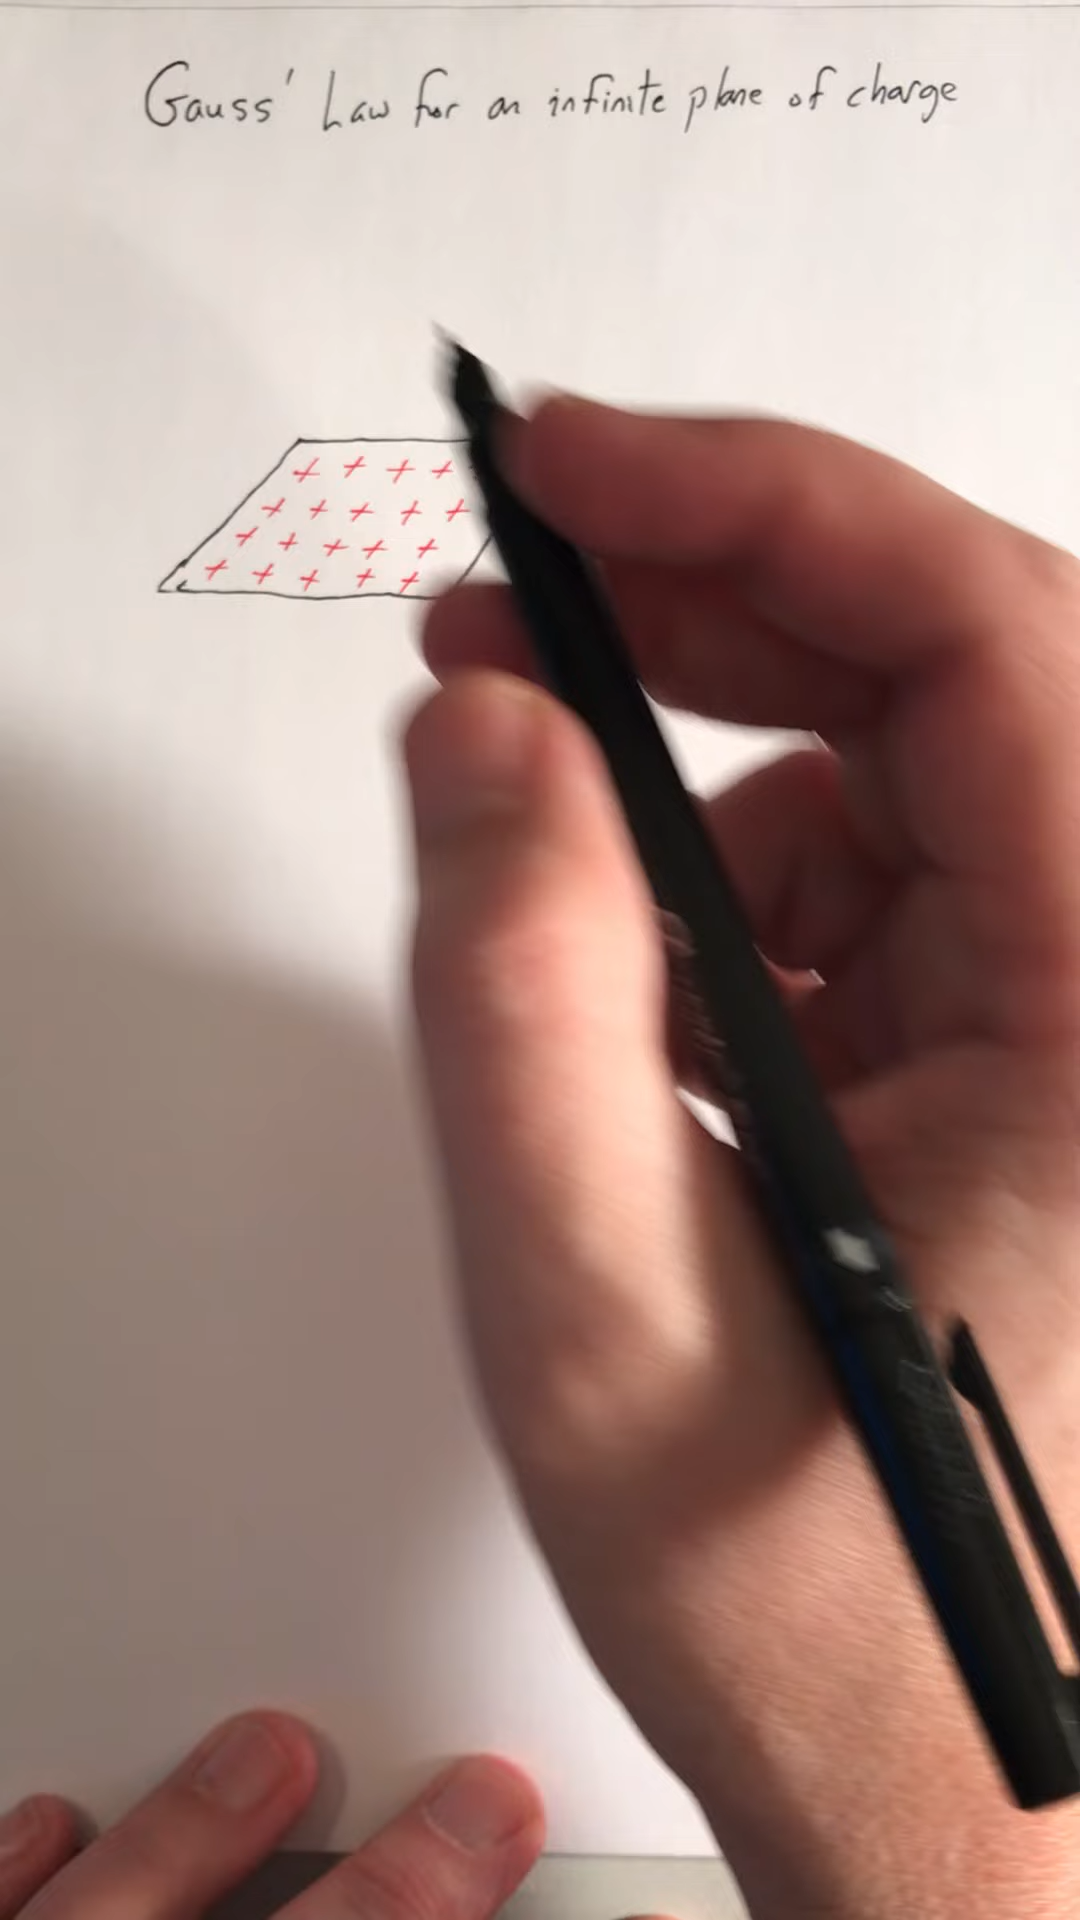 Gauss' Law for an infinite plane of charge
+ + + +
+ + + + +
+ + + + +
+ + + + +